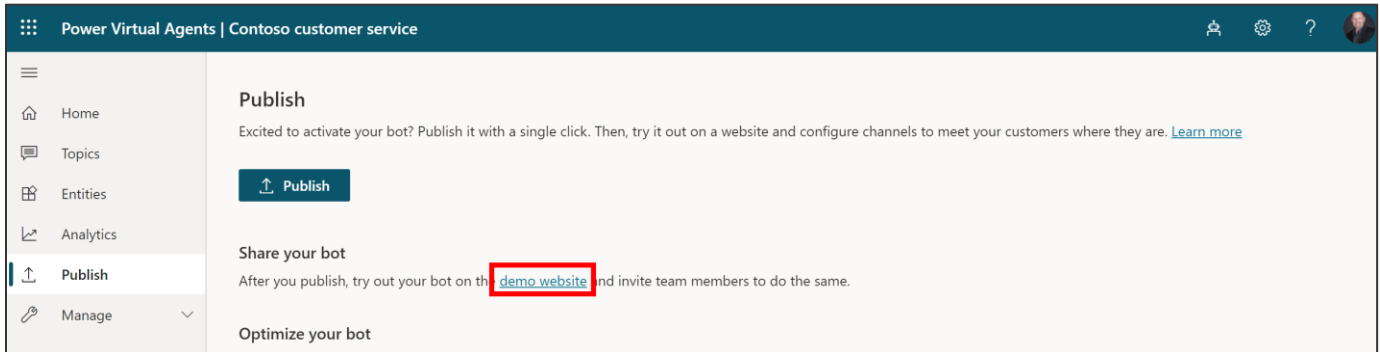 Power Virtual Agents | Contoso customer service
?
Home
Topics
Entities
Analytics
Publish
Manage
Publish
Excited to activate your bot? Publish it with a single click. Then, try it out on a website and configure channels to meet your customers where they are. Learn more
Publish
Share your bot
After you publish, try out your bot on the demo website and invite team members to do the same.
Optimize your bot